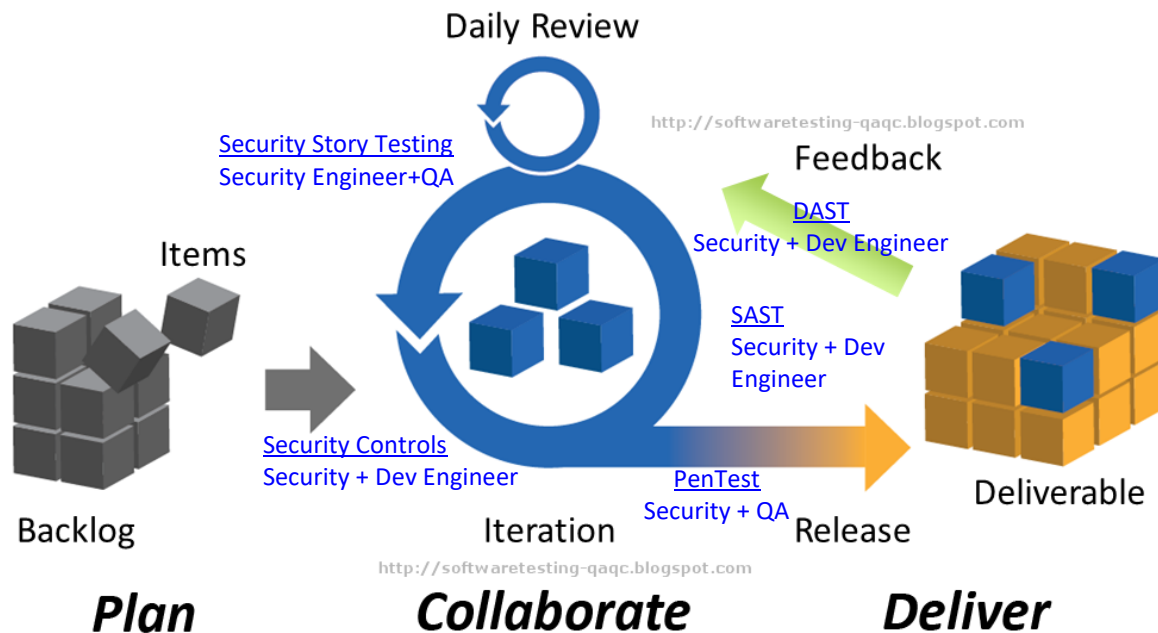 Daily Review
http://softwaretesting-qaqc.blogspot.com
Security Story Testing
Security Engineer+QA
Feedback
DAST
Security + Dev Engineer
Items
SAST
Security + Dev
Engineer
Security Controls
Security + Dev Engineer
PenTest
Security + QA
Deliverable
Backlog
Iteration
Release
http://softwaretesting-qaqc.blogspot.com
Plan
Collaborate
Deliver